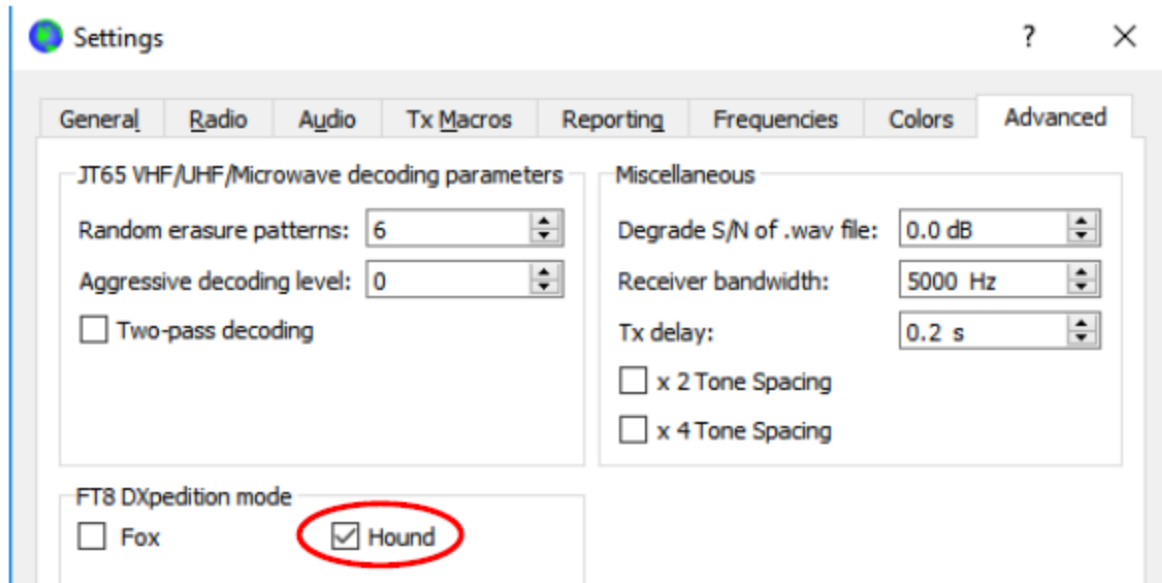 Settings ?
General Radio Audio Tx Macros Reporting Frequencies Colors Advanced
JT65 VHF/UHF/Microwave decoding parameters
Random erasure patterns: 6
Aggressive decoding level: 0
Two-pass decoding
Miscellaneous
Degrade S/N of .wav file: 0.0 dB
Receiver bandwidth: 5000 Hz
Tx delay: 0.2 s
x 2 Tone Spacing
x 4 Tone Spacing
FT8 DXpedition mode
Fox Hound